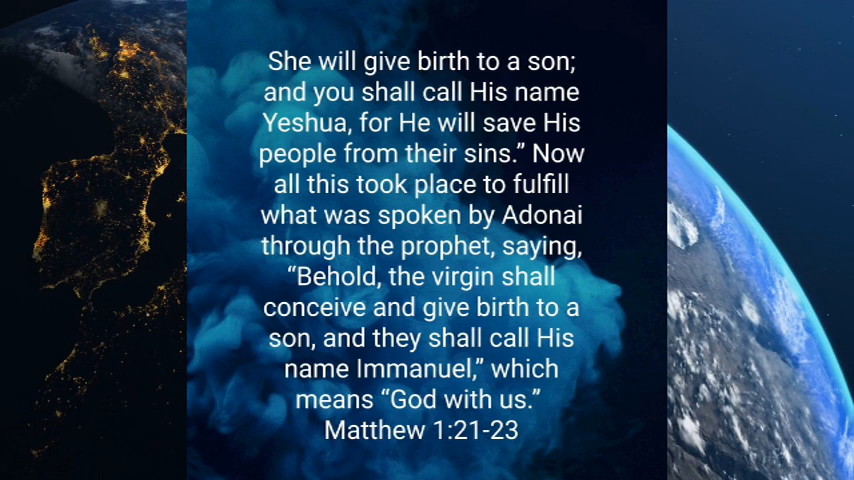 She will give birth to a son;
and you shall call His name
Yeshua, for He will save His
people from their sins.” Now
all this took place to fulfill
what was spoken by Adonai
through the prophet, saying,
“Behold, the virgin shall
conceive and give birth to a
son, and they shall call His
name Immanuel,” which
means “God with us.”
Matthew 1:21-23